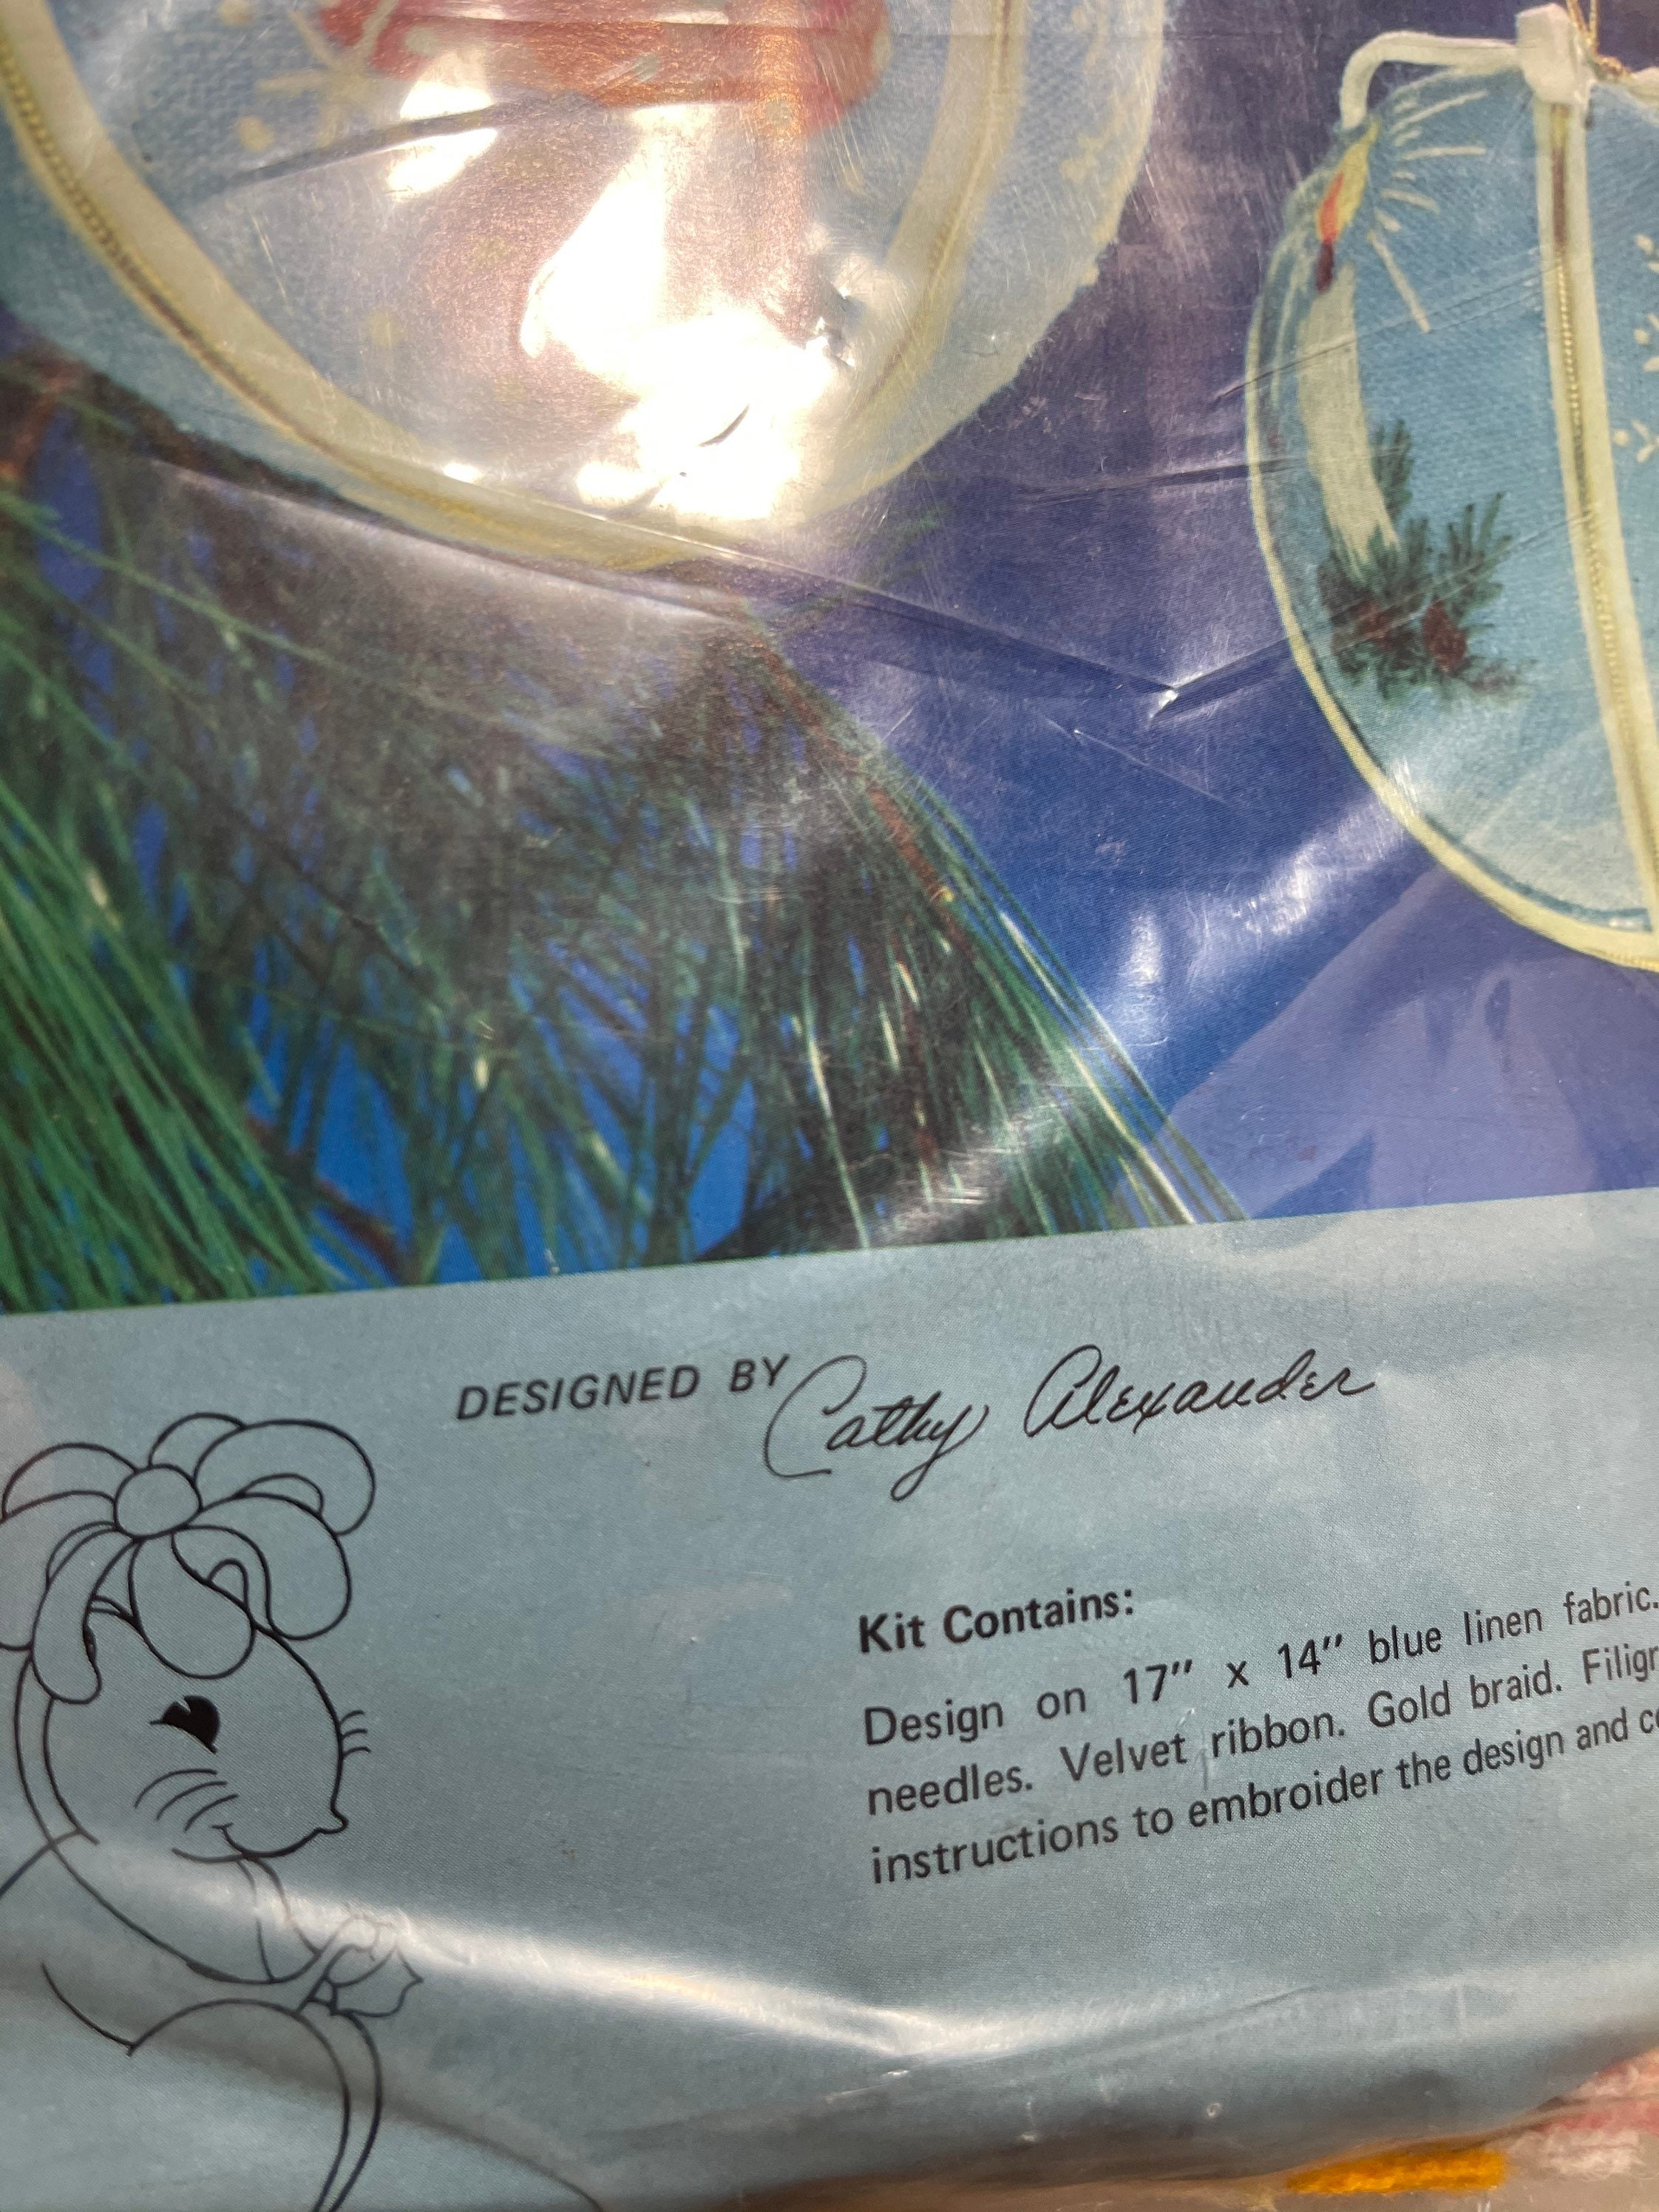 DESIGNED BY Cathy Alexander
Kit Contains:
Design on 17" x 14" blue linen fabric.
needles. Velvet ribbon. Gold braid.
instructions to embroider the design and